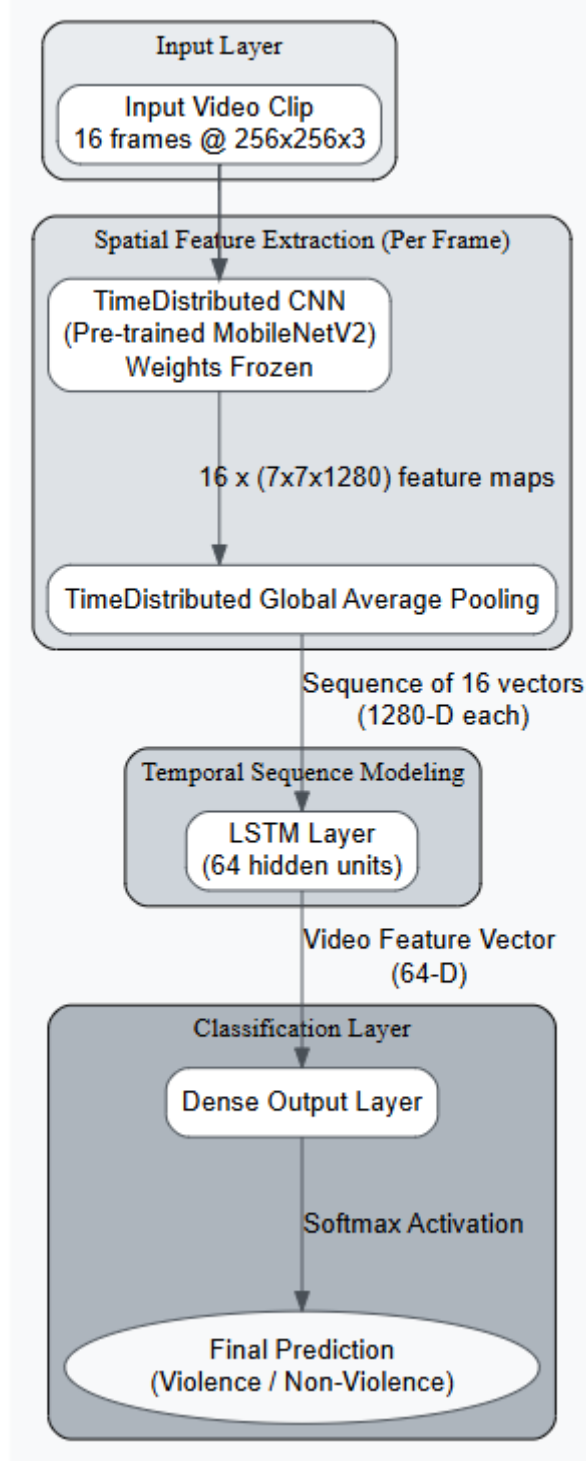 Input Layer
Input Video Clip
16 frames @ 256x256x3
Spatial Feature Extraction (Per Frame)
TimeDistributed CNN
(Pre-trained MobileNetV2)
Weights Frozen
16 x (7x7x1280) feature maps
TimeDistributed Global Average Pooling
Sequence of 16 vectors
(1280-D each)
Temporal Sequence Modeling
LSTM Layer
(64 hidden units)
Video Feature Vector
(64-D)
Classification Layer
Dense Output Layer
Softmax Activation
Final Prediction
(Violence / Non-Violence)